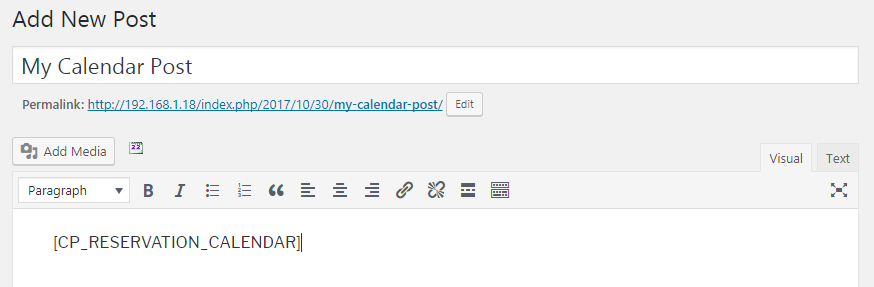 Add New Post
My Calendar Post
Permalink: http://192.168.1.18/index.php/2017/10/30/my-calendar-post/ Edit
Add Media Visual Text
Paragraph B I
[CP_RESERVATION_CALENDAR]